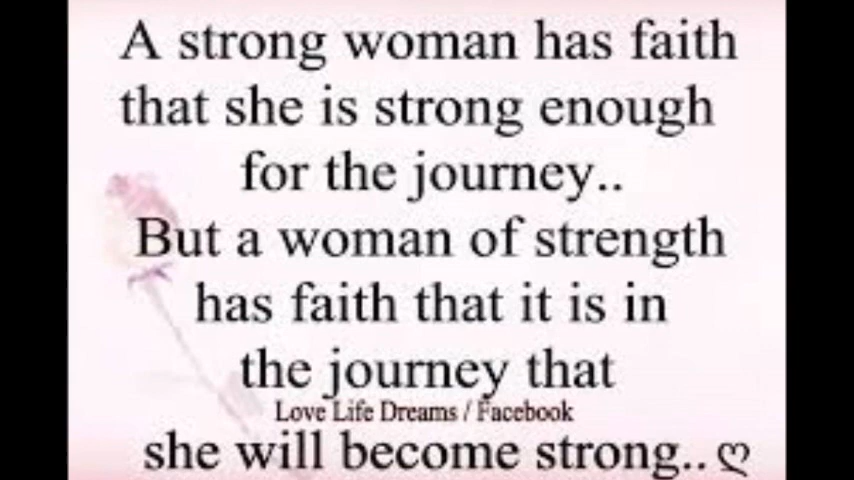 A strong woman has faith
that she is strong enough
for the journey..
But a woman of strength
has faith that it is in
the journey that
Love Life Dreams / Facebook
she will become strong.. ღ